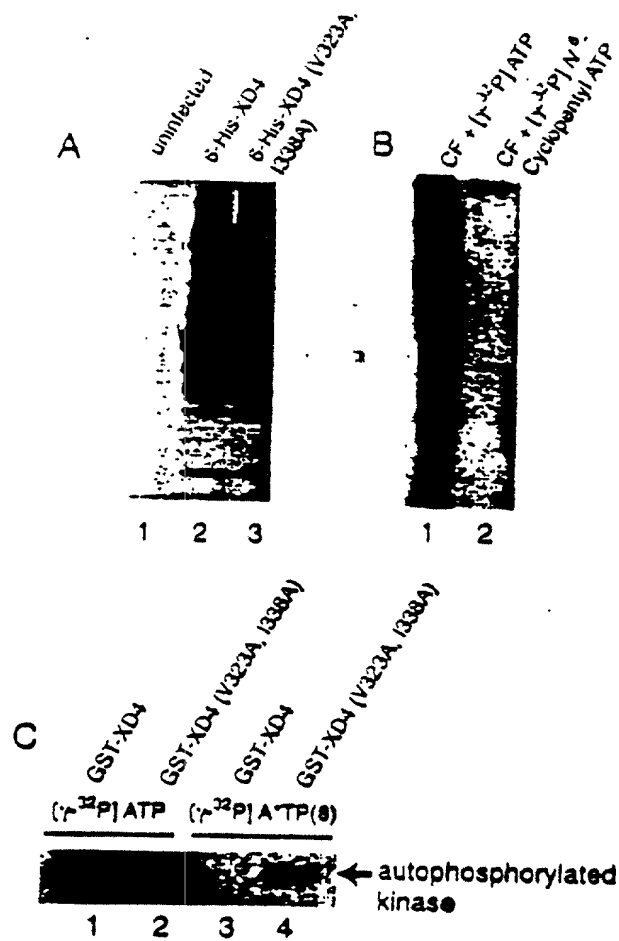 A
uninfected
6-His-XD4
6-His-XD4 (V323A,
I338A)
B
CF + [γ-³²P] ATP
CF + [γ-³²P] N⁶-
Cyclopentyl ATP
1 2 3
1 2
C
GST-XD4
GST-XD4 (V323A, I338A)
GST-XD4
GST-XD4 (V323A, I338A)
[γ-³²P] ATP
[γ-³²P] A*TP(8)
autophosphorylated
kinase
1 2 3 4